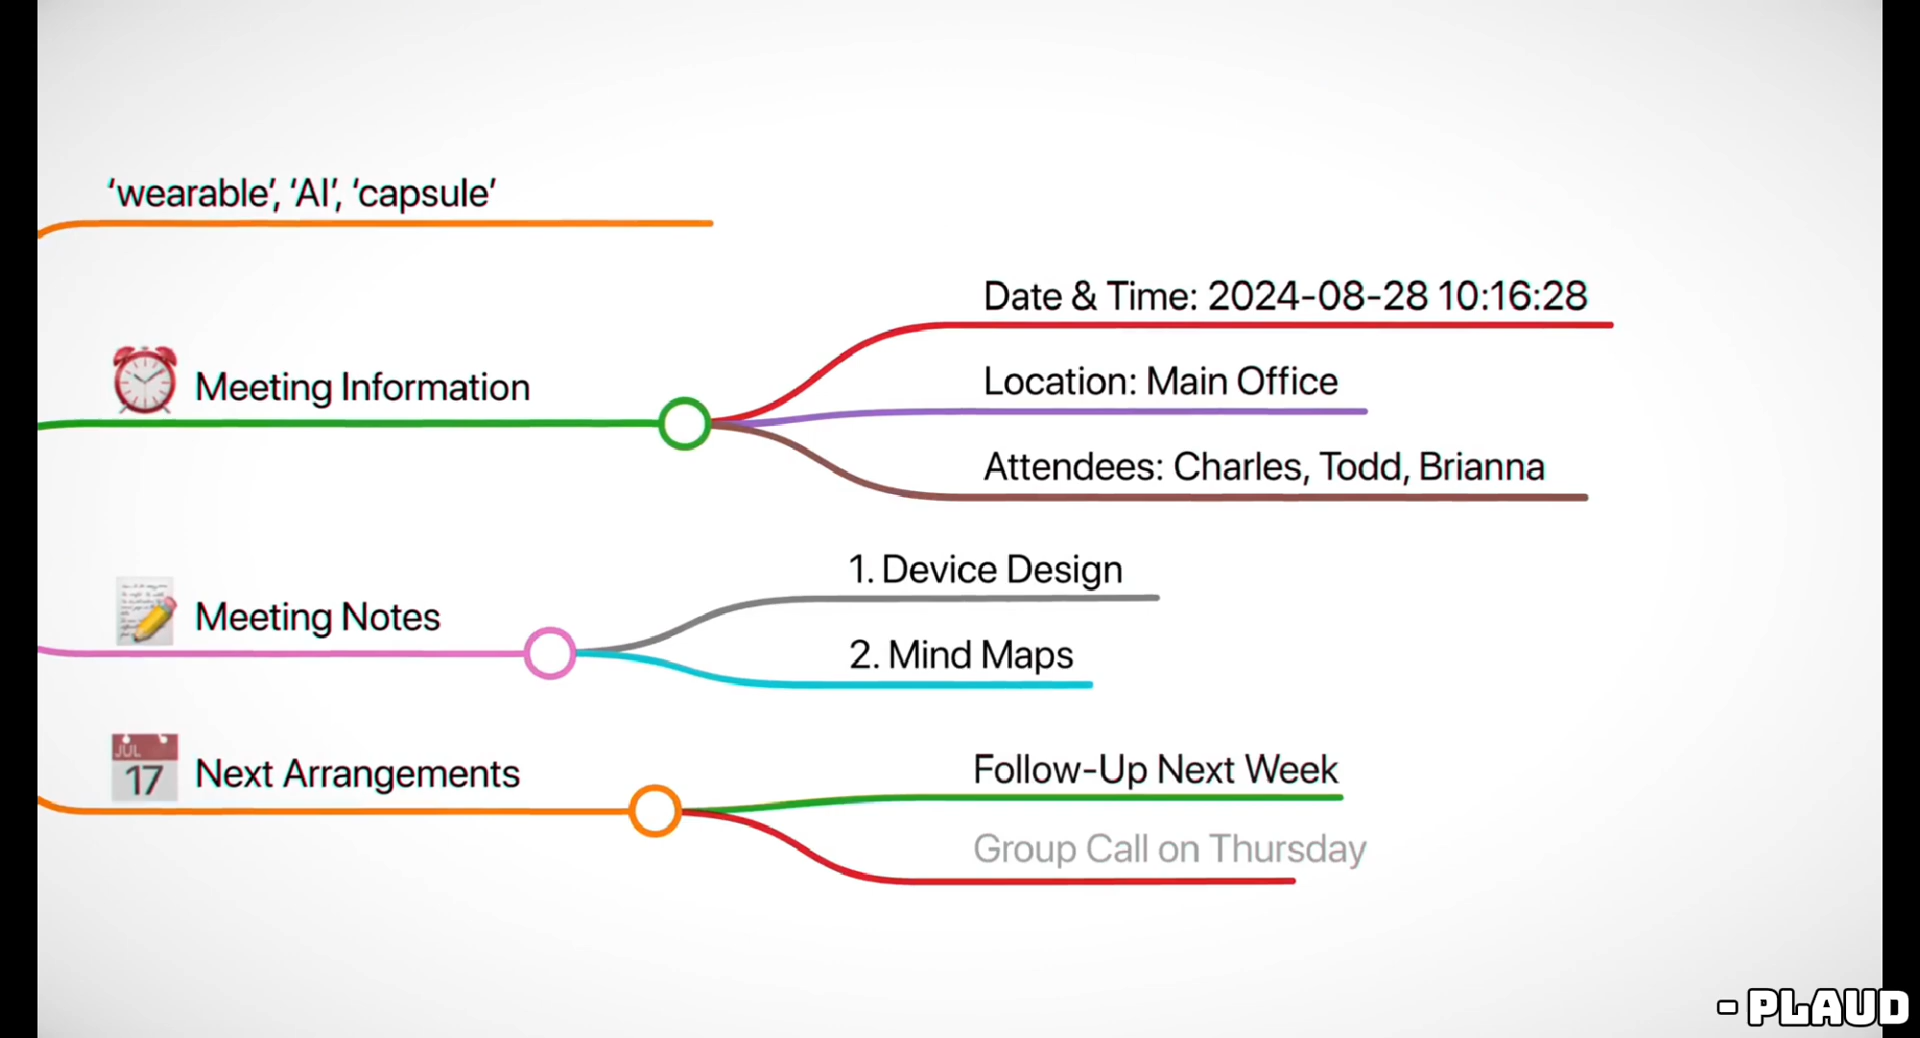 ‘wearable’, ‘AI’, ‘capsule’
Date & Time: 2024-08-28 10:16:28
Meeting Information
Location: Main Office
Attendees: Charles, Todd, Brianna
1. Device Design
Meeting Notes
2. Mind Maps
JUL
17
Next Arrangements
Follow-Up Next Week
Group Call on Thursday
- PLAUD